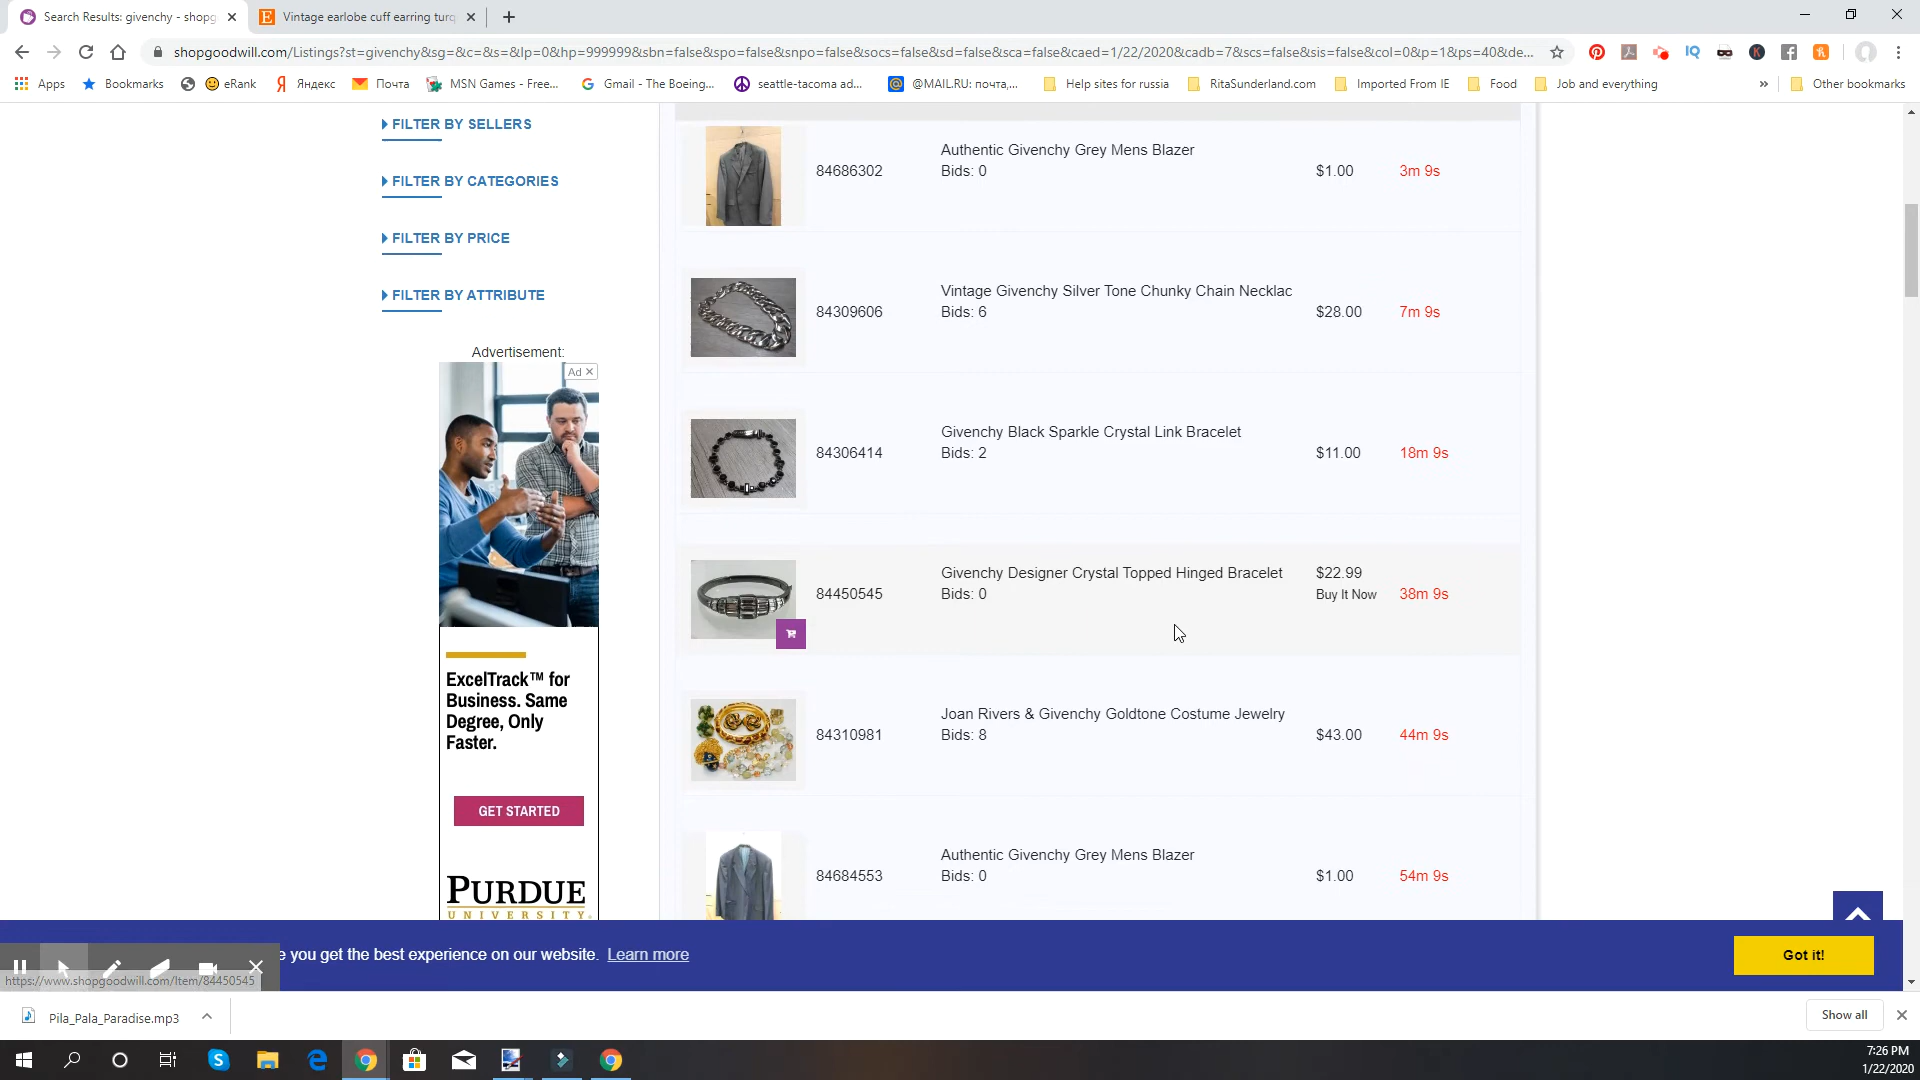 Search Results: givenchy - shopg
Vintage earlobe cuff earring turq
shopgoodwill.com/Listings?st=givenchy&sg=&c=&s=&lp=0&hp=999999&sbn=false&spo=false&snpo=false&socs=false&sd=false&sca=false&caed=1/22/2020&cadb=7&scs=false&sis=false&col=0&p=1&ps=40&de...
Apps
Bookmarks
eRank
Яндекс
Почта
MSN Games - Free...
Gmail - The Boeing...
seattle-tacoma ad...
@MAIL.RU: почта,...
Help sites for russia
RitaSunderland.com
Imported From IE
Food
Job and everything
Other bookmarks
FILTER BY SELLERS
FILTER BY CATEGORIES
FILTER BY PRICE
FILTER BY ATTRIBUTE
Advertisement:
Ad
ExcelTrack™ for
Business. Same
Degree, Only
Faster.
GET STARTED
PURDUE
UNIVERSITY.
84686302
Authentic Givenchy Grey Mens Blazer
Bids: 0
$1.00
3m 9s
84309606
Vintage Givenchy Silver Tone Chunky Chain Necklac
Bids: 6
$28.00
7m 9s
84306414
Givenchy Black Sparkle Crystal Link Bracelet
Bids: 2
$11.00
18m 9s
84450545
Givenchy Designer Crystal Topped Hinged Bracelet
Bids: 0
$22.99
Buy It Now
38m 9s
84310981
Joan Rivers & Givenchy Goldtone Costume Jewelry
Bids: 8
$43.00
44m 9s
84684553
Authentic Givenchy Grey Mens Blazer
Bids: 0
$1.00
54m 9s
e you get the best experience on our website. Learn more
Got it!
https://www.shopgoodwill.com/Item/84450545
Pila_Pala_Paradise.mp3
Show all
7:26 PM
1/22/2020